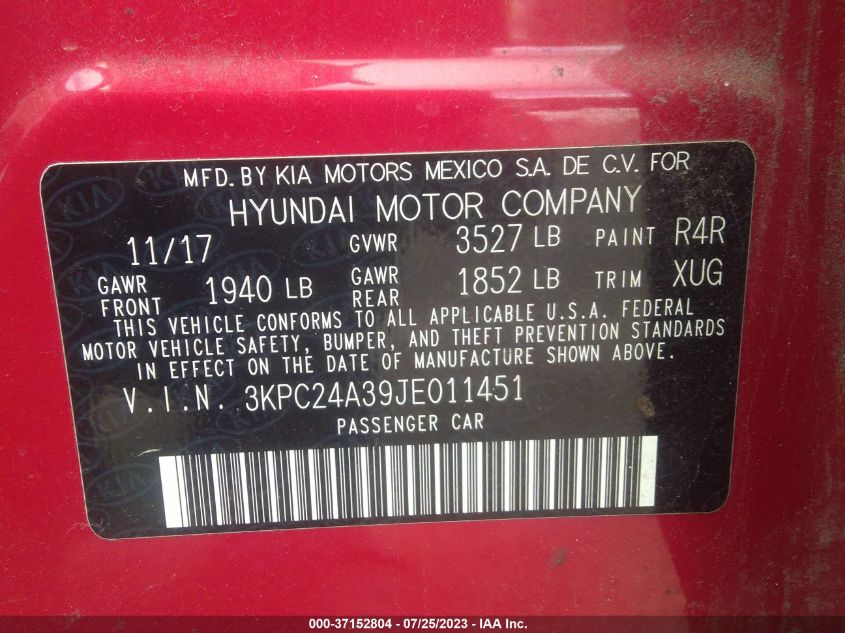 MFD. BY KIA MOTORS MEXICO S.A. DE C.V. FOR
HYUNDAI MOTOR COMPANY
11/17 GVWR 3527 LB PAINT R4R
GAWR FRONT 1940 LB GAWR REAR 1852 LB TRIM XUG
THIS VEHICLE CONFORMS TO ALL APPLICABLE U.S.A. FEDERAL
MOTOR VEHICLE SAFETY, BUMPER, AND THEFT PREVENTION STANDARDS
IN EFFECT ON THE DATE OF MANUFACTURE SHOWN ABOVE.
V.I.N. 3KPC24A39JE011451
PASSENGER CAR
000-37152804 - 07/25/2023 - IAA Inc.